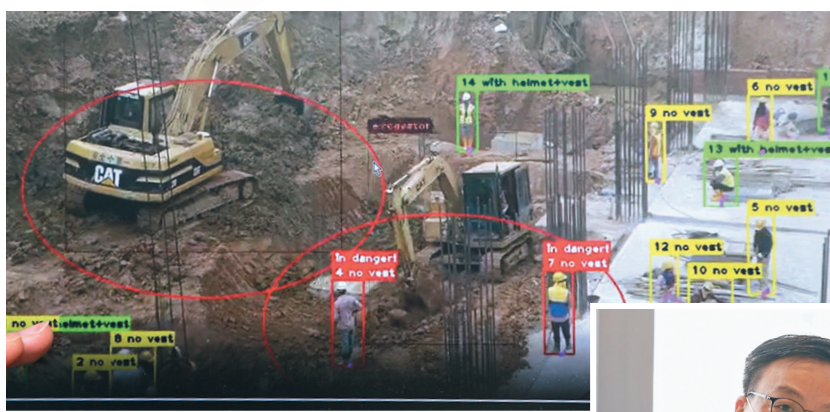 14 with helmet+vest
6 no vest
9 no vest
excavator
13 with helmet+vest
CAT
5 no vest
In danger!
4 no vest
In danger!
7 no vest
12 no vest
10 no vest
no vest
helmet+vest
8 no vest
2 no vest